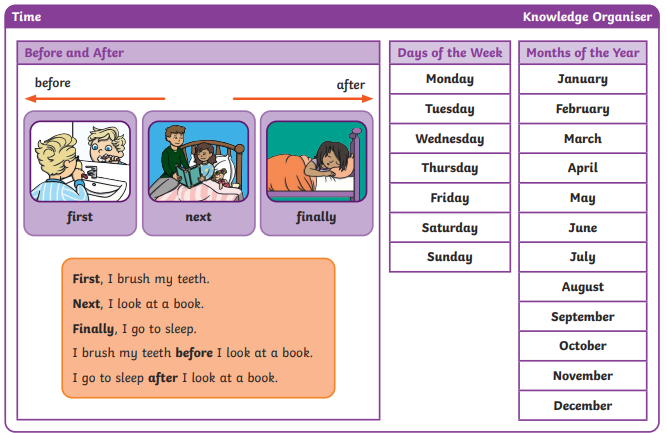 Time
Knowledge Organiser
Before and After
before
after
first
next
finally
First, I brush my teeth.
Next, I look at a book.
Finally, I go to sleep.
I brush my teeth before I look at a book.
I go to sleep after I look at a book.
Days of the Week
Monday
Tuesday
Wednesday
Thursday
Friday
Saturday
Sunday
Months of the Year
January
February
March
April
May
June
July
August
September
October
November
December